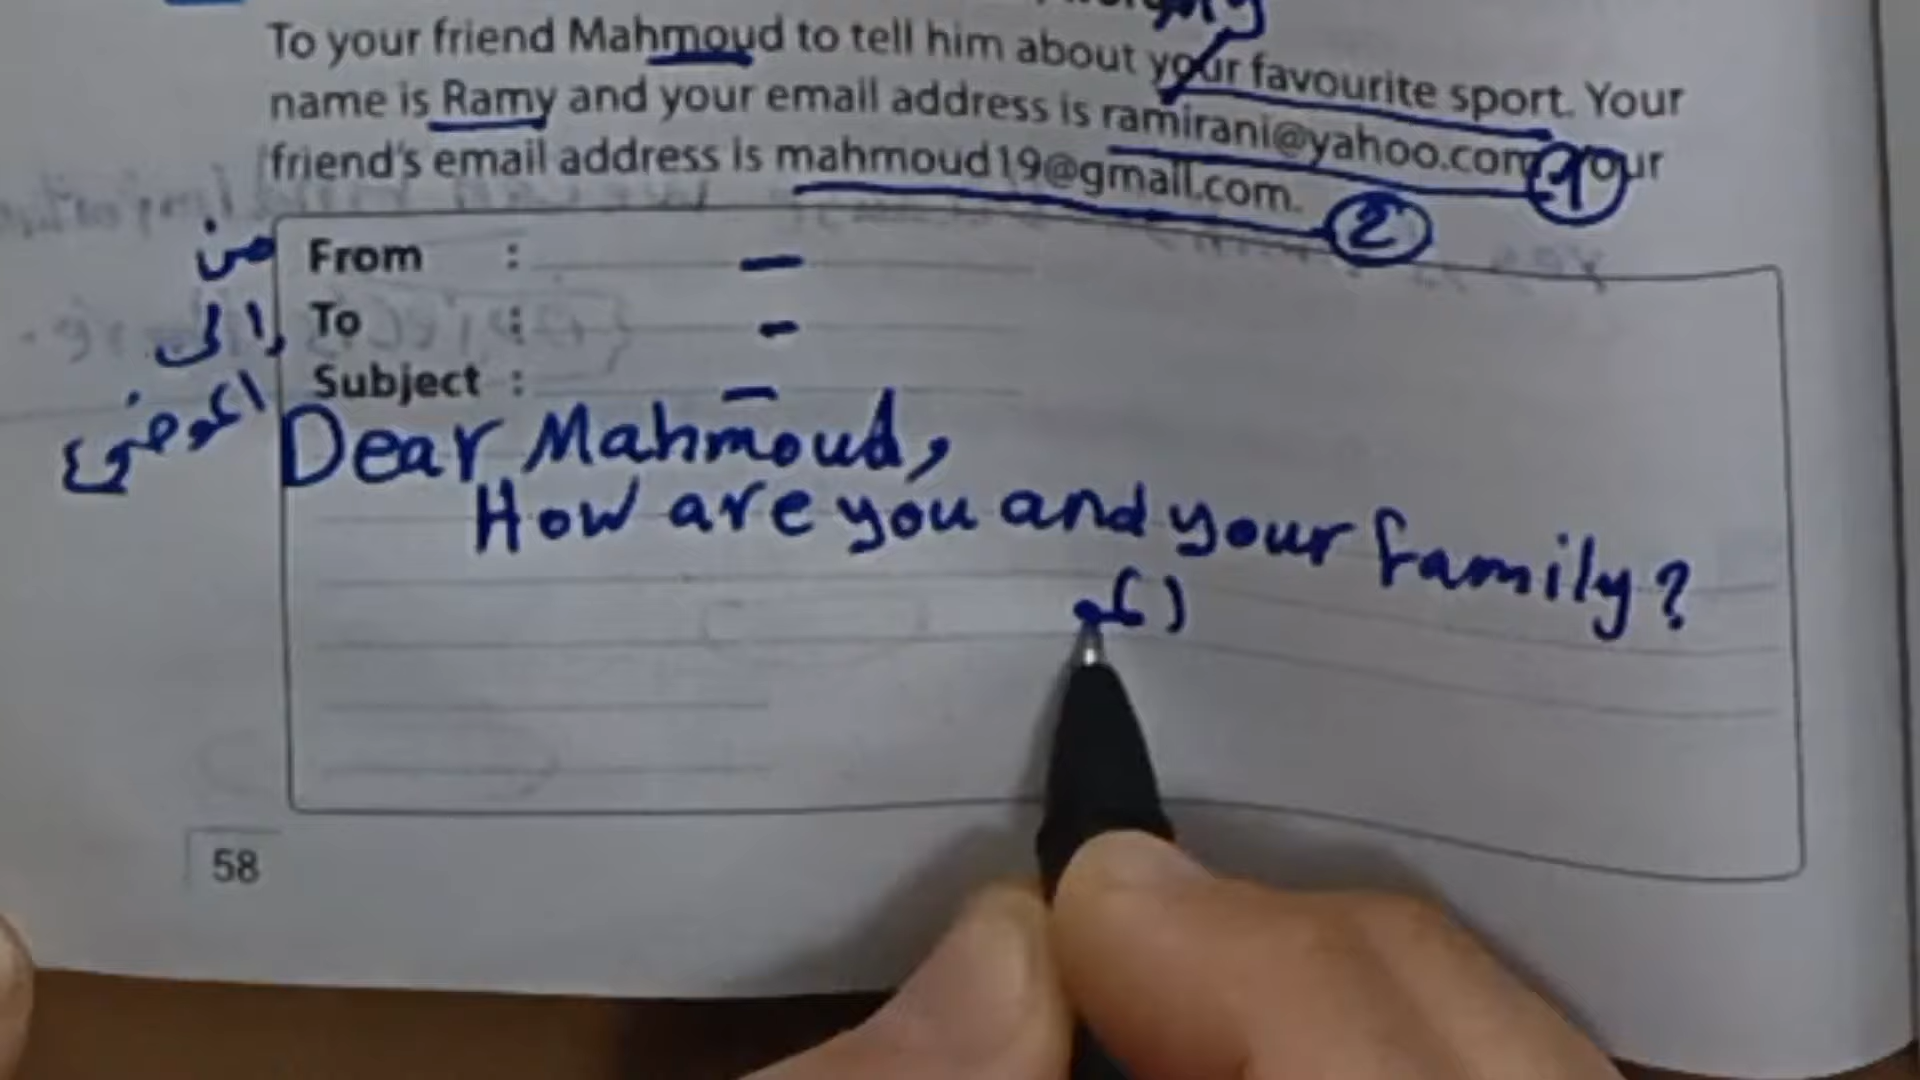 To your friend Mahmoud to tell him about your favourite sport. Your
name is Ramy and your email address is ramirani@yahoo.com. Your
friend's email address is mahmoud19@gmail.com.
1
2
من From :
إلى To :
الموضوع Subject :
Dear Mahmoud,
How are you and your family?
58